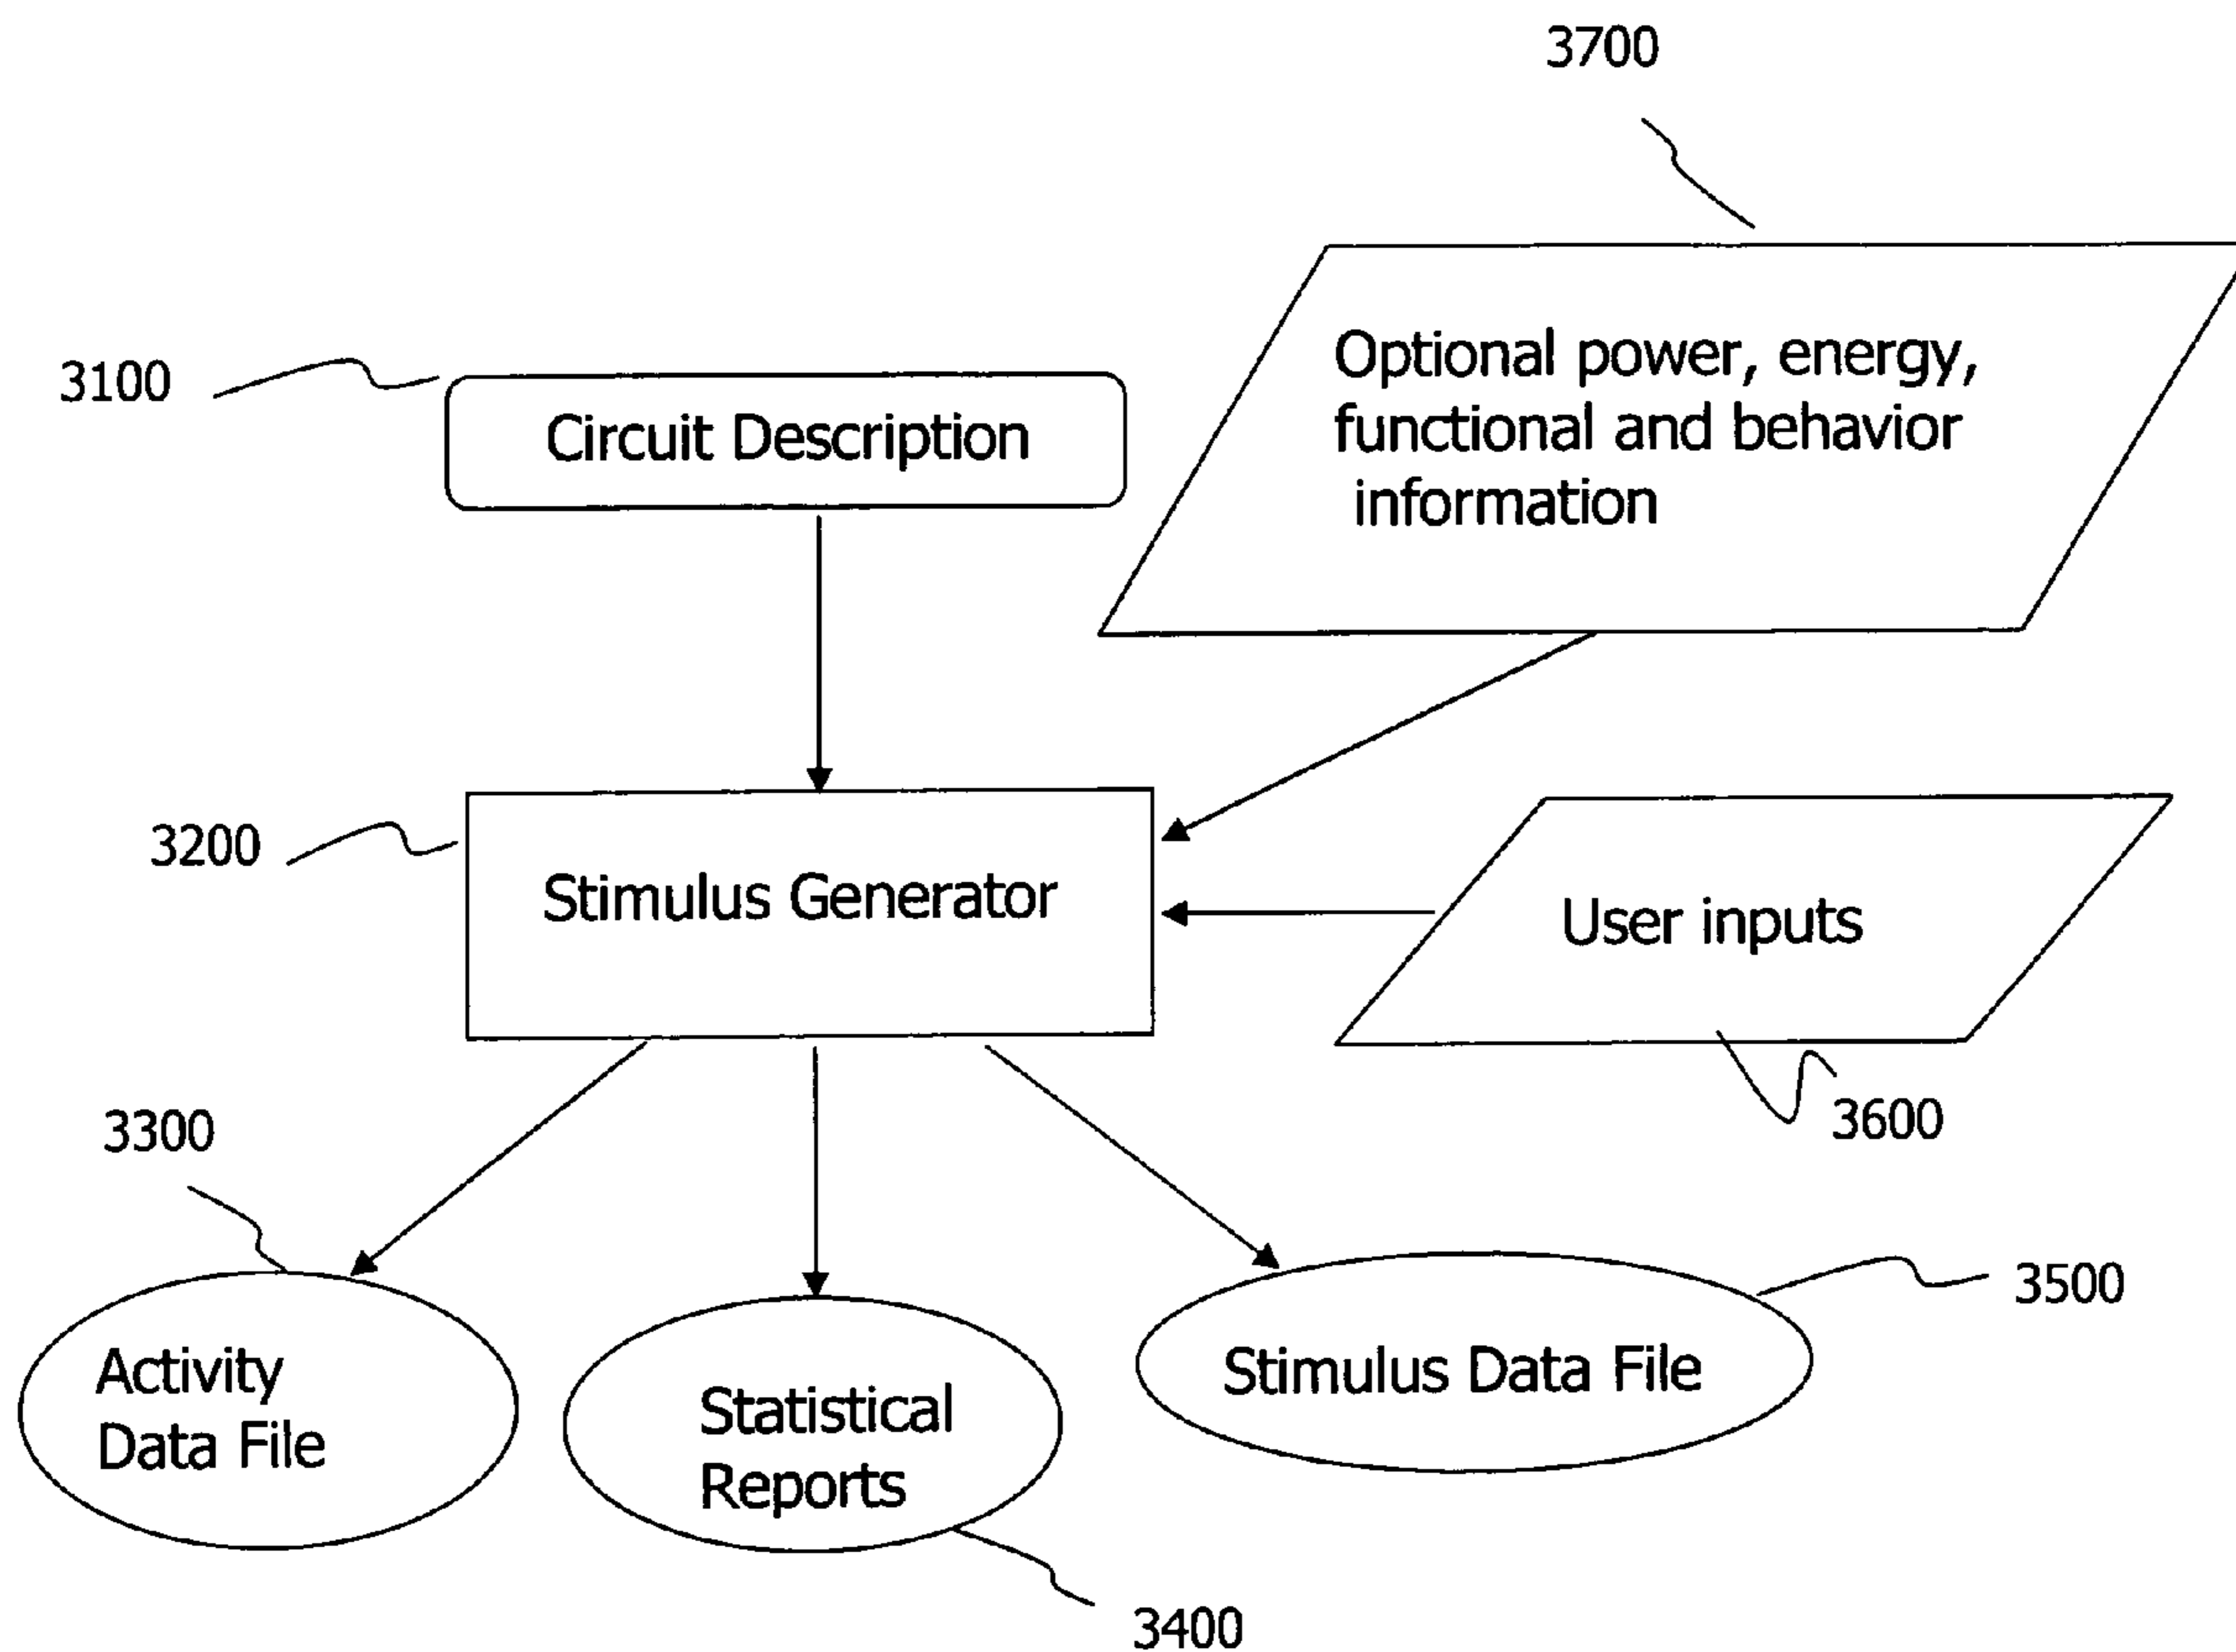 3700
Optional power, energy,
functional and behavior
information
3100
Circuit Description
3200
Stimulus Generator
User inputs
3600
3300
Activity
Data File
Statistical
Reports
3400
Stimulus Data File
3500